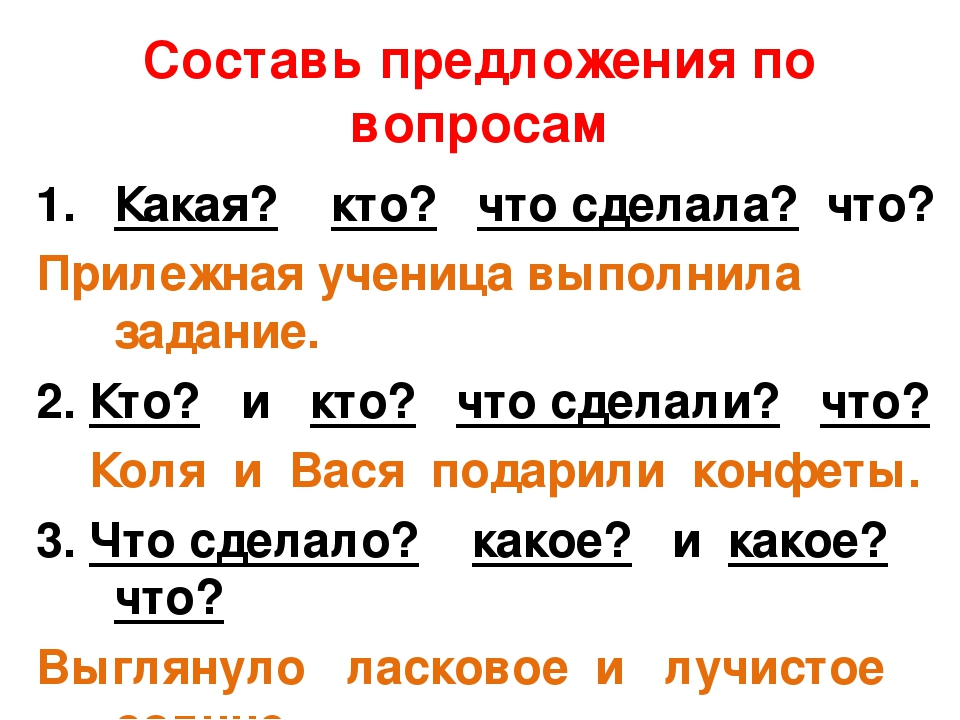 Составь предложения по
вопросам
1. Какая? кто? что сделала? что?
Прилежная ученица выполнила
задание.
2. Кто? и кто? что сделали? что?
Коля и Вася подарили конфеты.
3. Что сделало? какое? и какое?
что?
Выглянуло ласковое и лучистое